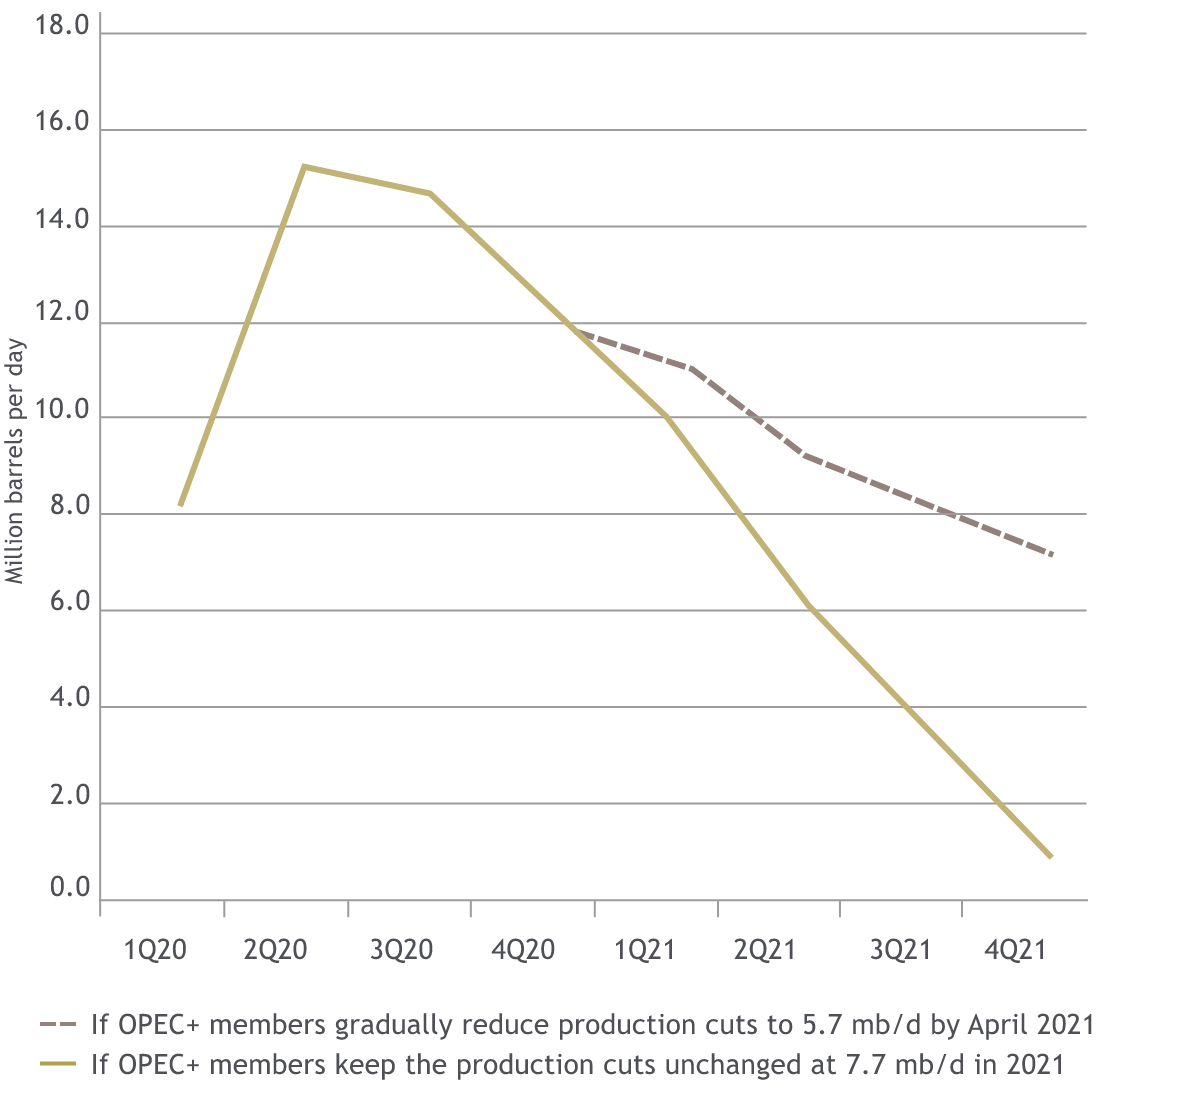 18.0
16.0
14.0
12.0
10.0
8.0
6.0
4.0
2.0
0.0
Million barrels per day
1Q20 2Q20 3Q20 4Q20 1Q21 2Q21 3Q21 4Q21
If OPEC+ members gradually reduce production cuts to 5.7 mb/d by April 2021
If OPEC+ members keep the production cuts unchanged at 7.7 mb/d in 2021